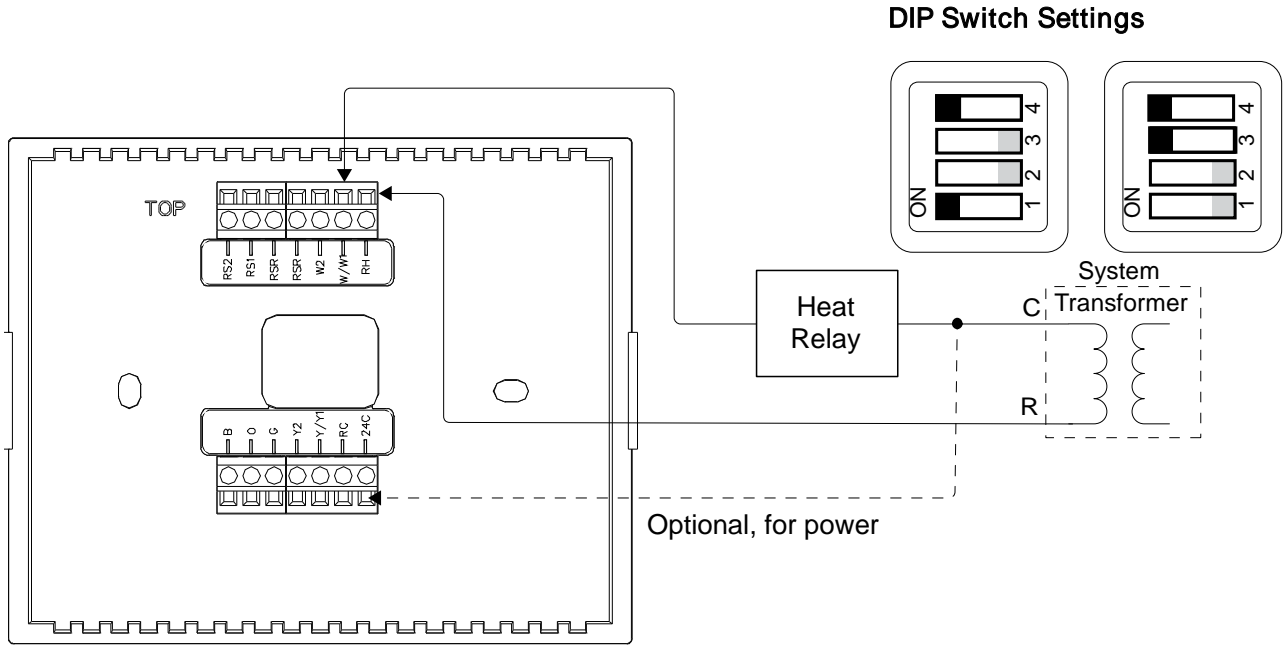 DIP Switch Settings
4
3
2
1
ON
4
3
2
1
ON
TOP
RS2
RS1
RSR
RSR
W2
W/W1
RH
System
Transformer
Heat
Relay
C
R
B
O
G
Y2
Y/Y1
RC
24C
Optional, for power